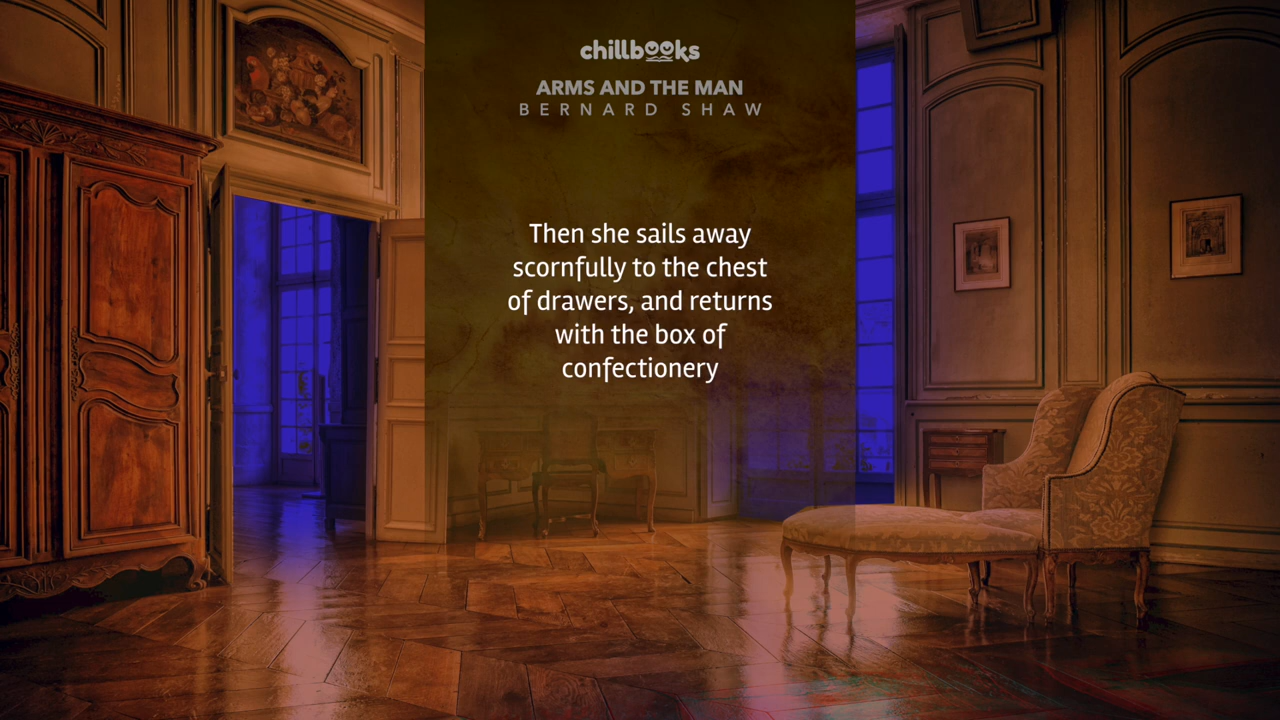 chillbooks
ARMS AND THE MAN
BERNARD SHAW
Then she sails away
scornfully to the chest
of drawers, and returns
with the box of
confectionery